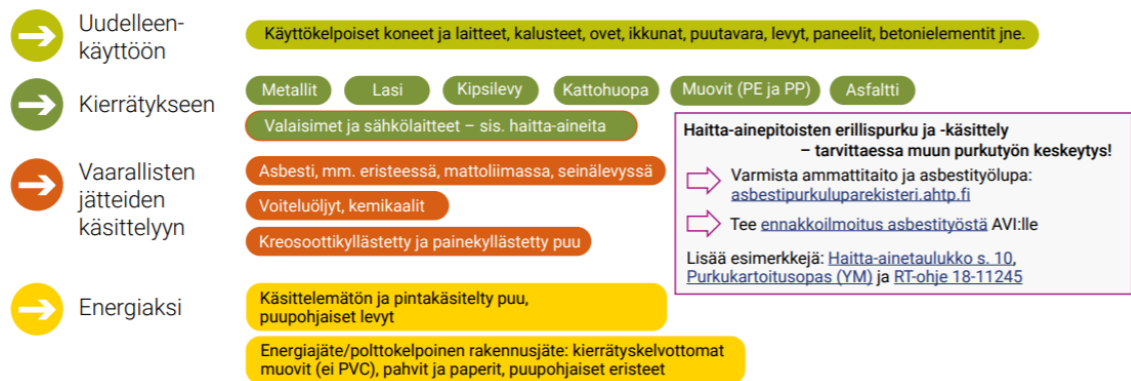 Uudelleen-
käyttöön
Käyttökelpoiset koneet ja laitteet, kalusteet, ovet, ikkunat, puutavara, levyt, paneelit, betonielementit jne.
Kierrätykseen
Metallit
Lasi
Kipsilevy
Kattohuopa
Muovit (PE ja PP)
Asfaltti
Valaisimet ja sähkölaitteet – sis. haitta-aineita
Vaarallisten
jätteiden
käsittelyyn
Asbesti, mm. eristeessä, mattoliimassa, seinälevyssä
Voiteluöljyt, kemikaalit
Kreosoottikyllästetty ja painekyllästetty puu
Haitta-ainepitoisten erillispurku ja -käsittely
– tarvittaessa muun purkutyön keskeytys!
Varmista ammattitaito ja asbestityölupa:
asbestipurkuluparekisteri.ahtp.fi
Tee ennakkoilmoitus asbestityöstä AVI:lle
Lisää esimerkkejä: Haitta-ainetaulukko s. 10,
Purkukartoitusopas (YM) ja RT-ohje 18-11245
Energiaksi
Käsittelemätön ja pintakäsitelty puu,
puupohjaiset levyt
Energiajäte/polttokelpoinen rakennusjäte: kierrätyskelvottomat
muovit (ei PVC), pahvit ja paperit, puupohjaiset eristeet